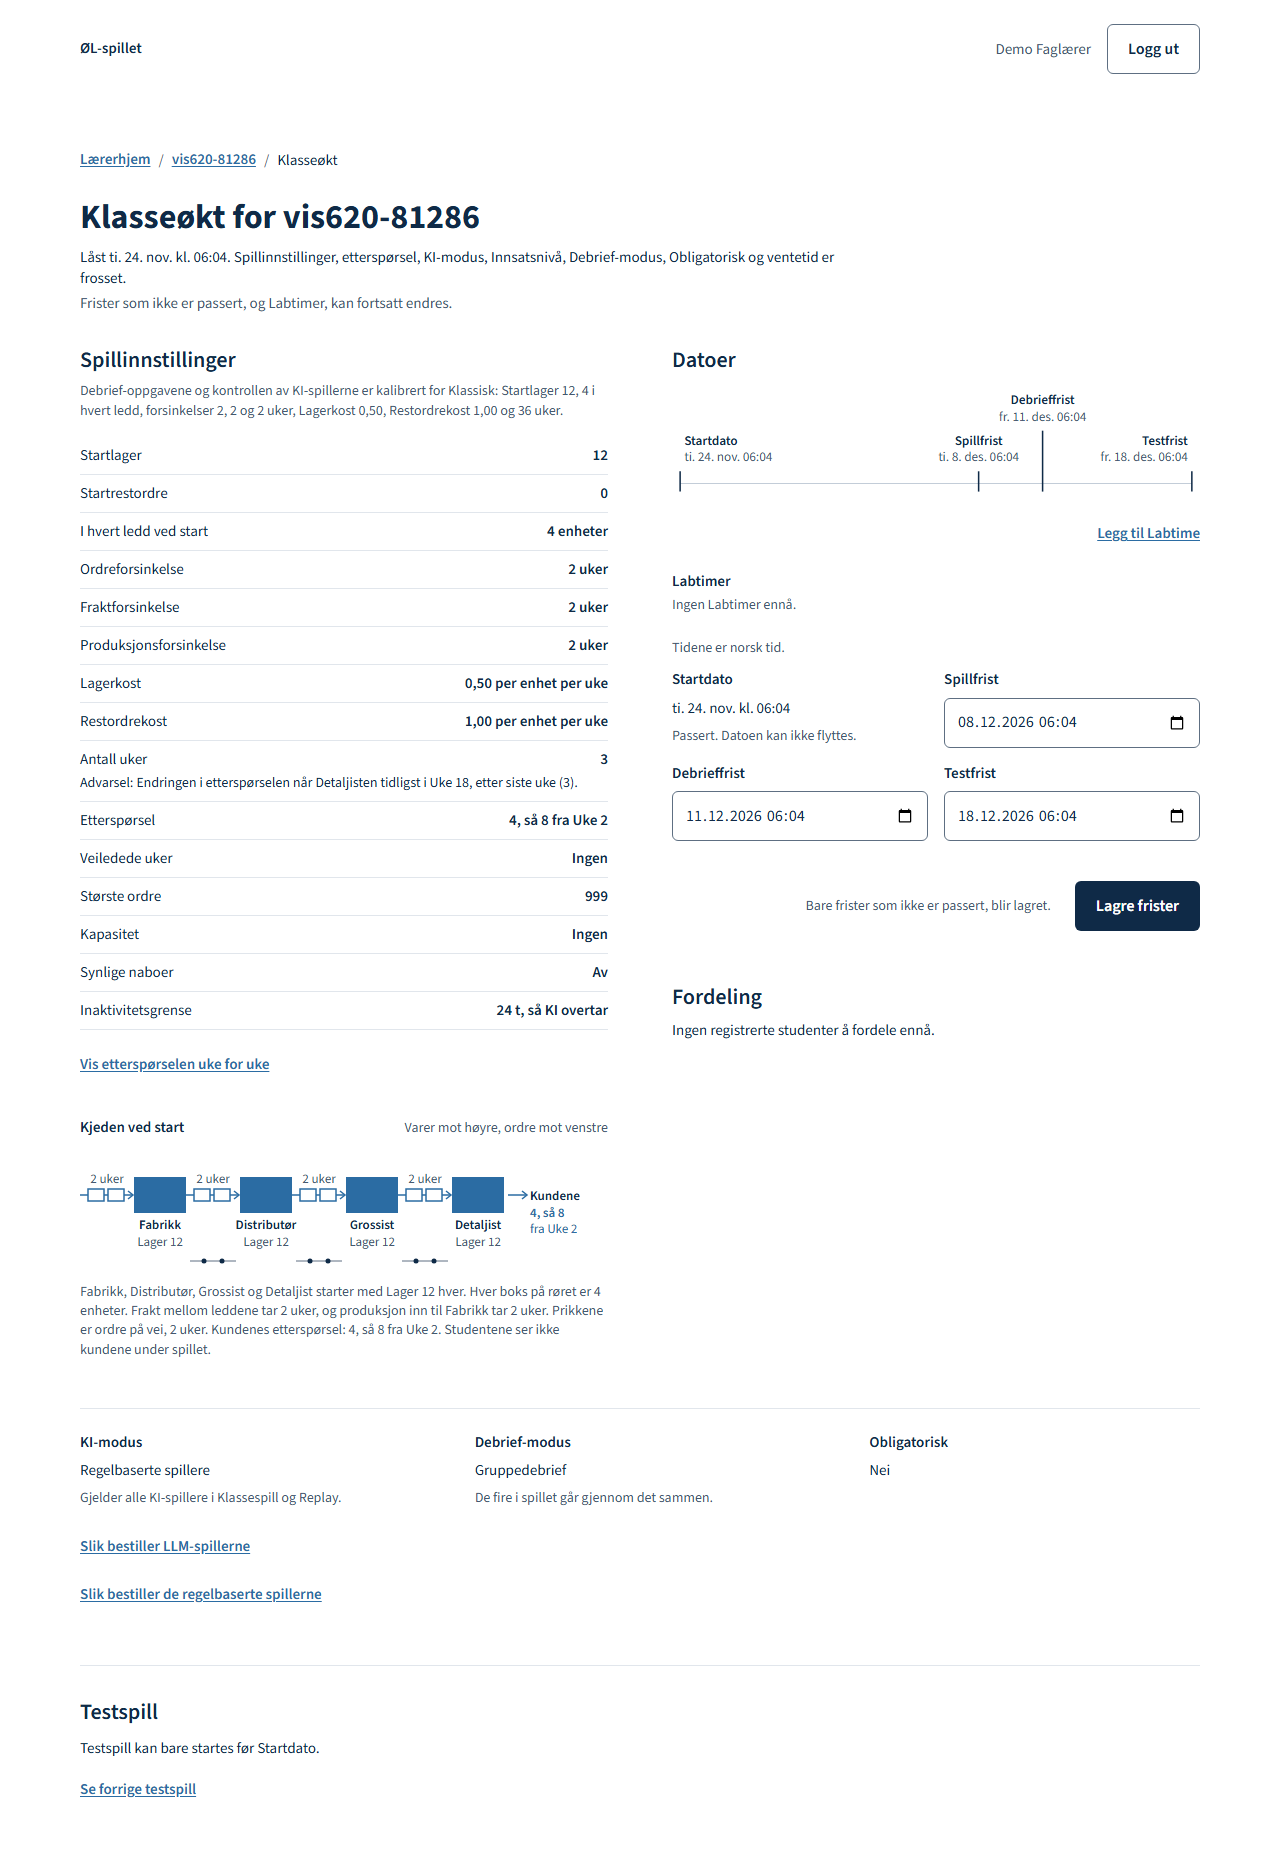 ØL-spillet
Demo Faglærer
Logg ut
Lærerhjem / vis620-81286 / Klasseøkt
Klasseøkt for vis620-81286
Låst ti. 24. nov. kl. 06:04. Spillinnstillinger, etterspørsel, KI-modus, Innsatsnivå, Debrief-modus, Obligatorisk og ventetid er
frosset.
Frister som ikke er passert, og Labtimer, kan fortsatt endres.
Spillinnstillinger
Debrief-oppgavene og kontrollen av KI-spillerne er kalibrert for Klassisk: Startlager 12, 4 i
hvert ledd, forsinkelser 2, 2 og 2 uker, Lagerkost 0,50, Restordrekost 1,00 og 36 uker.
Startlager 12
Startrestordre 0
I hvert ledd ved start 4 enheter
Ordreforsinkelse 2 uker
Fraktforsinkelse 2 uker
Produksjonsforsinkelse 2 uker
Lagerkost 0,50 per enhet per uke
Restordrekost 1,00 per enhet per uke
Antall uker 3
Advarsel: Endringen i etterspørselen når Detaljisten tidligst i Uke 18, etter siste uke (3).
Etterspørsel 4, så 8 fra Uke 2
Veiledede uker Ingen
Største ordre 999
Kapasitet Ingen
Synlige naboer Av
Inaktivitetsgrense 24 t, så KI overtar
Vis etterspørselen uke for uke
Kjeden ved start Varer mot høyre, ordre mot venstre
2 uker 2 uker 2 uker 2 uker
Kundene
4, så 8
fra Uke 2
Fabrikk Distributør Grossist Detaljist
Lager 12 Lager 12 Lager 12 Lager 12
Fabrikk, Distributør, Grossist og Detaljist starter med Lager 12 hver. Hver boks på røret er 4
enheter. Frakt mellom leddene tar 2 uker, og produksjon inn til Fabrikk tar 2 uker. Prikkene
er ordre på vei, 2 uker. Kundenes etterspørsel: 4, så 8 fra Uke 2. Studentene ser ikke
kundene under spillet.
Datoer
Debrieffrist
fr. 11. des. 06:04
Startdato Spillfrist Testfrist
ti. 24. nov. 06:04 ti. 8. des. 06:04 fr. 18. des. 06:04
Legg til Labtime
Labtimer
Ingen Labtimer ennå.
Tidene er norsk tid.
Startdato Spillfrist
ti. 24. nov. kl. 06:04 08.12.2026 06:04
Passert. Datoen kan ikke flyttes.
Debrieffrist Testfrist
11.12.2026 06:04 18.12.2026 06:04
Bare frister som ikke er passert, blir lagret. Lagre frister
Fordeling
Ingen registrerte studenter å fordele ennå.
KI-modus
Regelbaserte spillere
Gjelder alle KI-spillere i Klassespill og Replay.
Slik bestiller LLM-spillerne
Slik bestiller de regelbaserte spillerne
Debrief-modus
Gruppedebrief
De fire i spillet går gjennom det sammen.
Obligatorisk
Nei
Testspill
Testspill kan bare startes før Startdato.
Se forrige testspill